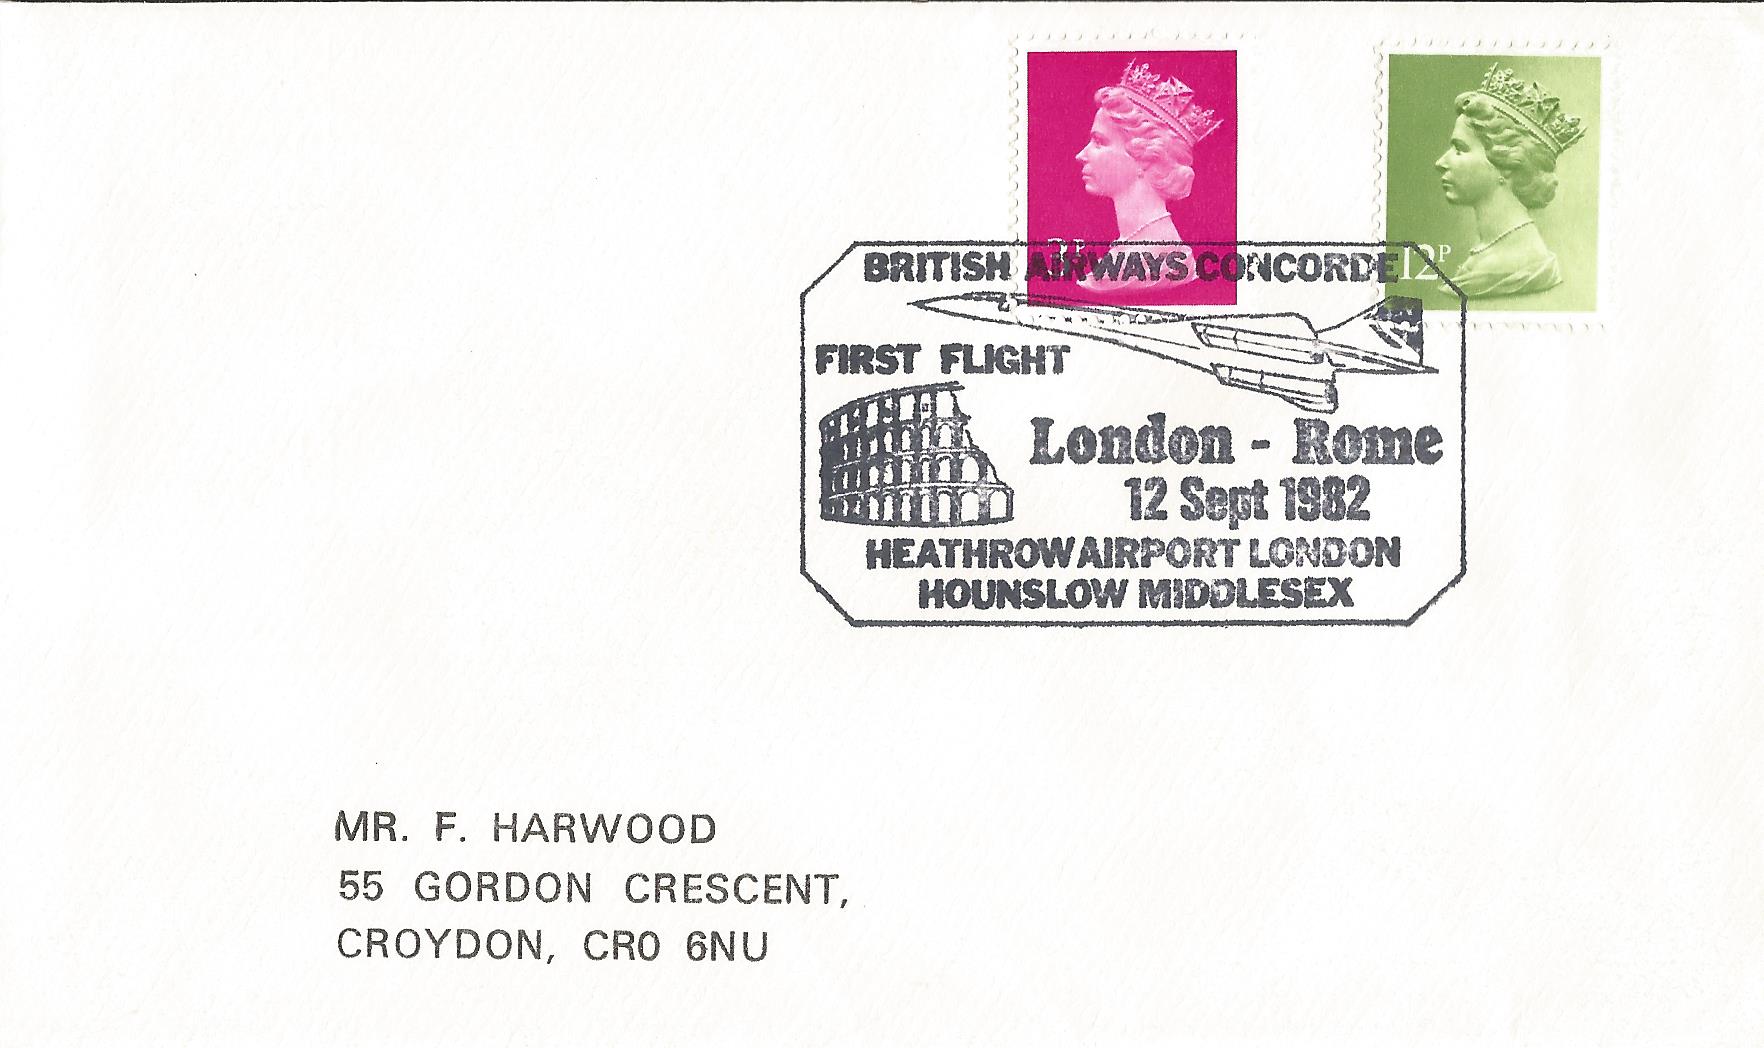 3P
12P
BRITISH AIRWAYS CONCORDE
FIRST FLIGHT
London - Rome
12 Sept 1982
HEATHROW AIRPORT LONDON
HOUNSLOW MIDDLESEX
MR. F. HARWOOD
55 GORDON CRESCENT,
CROYDON, CR0 6NU